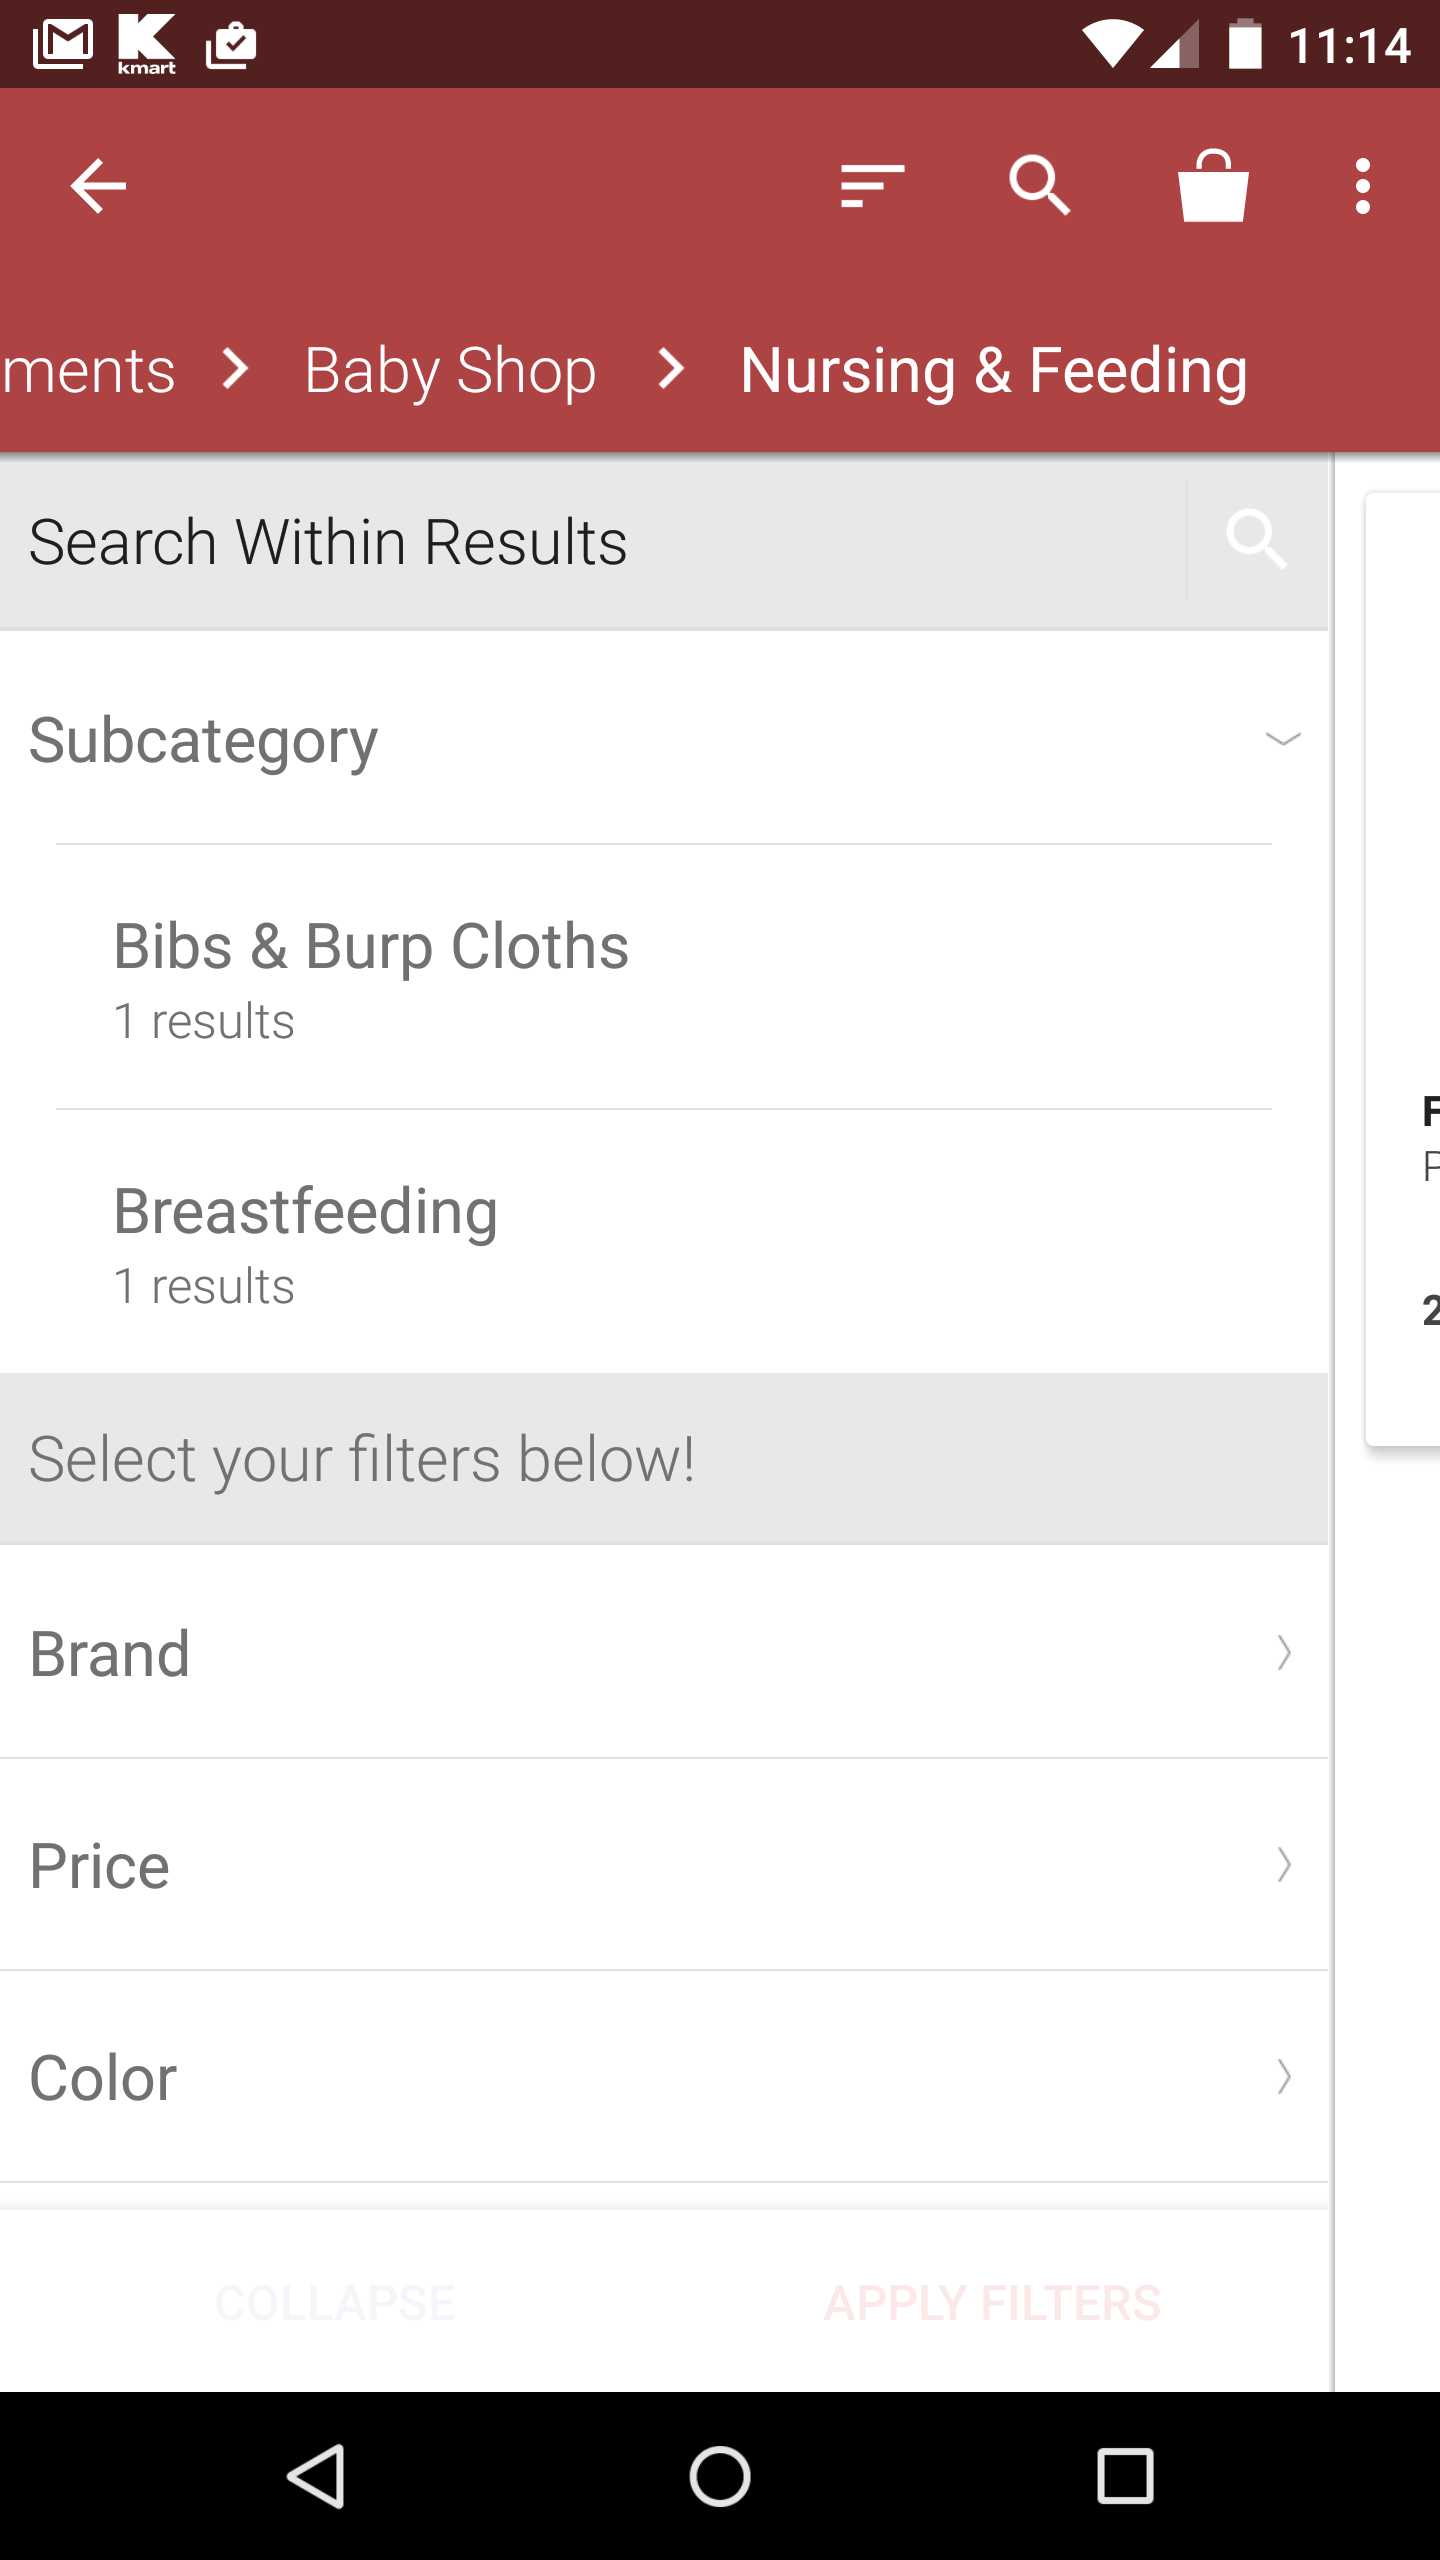 kmart
11:14
ments Baby Shop Nursing & Feeding
Search Within Results
Subcategory
Bibs & Burp Cloths
1 results
Breastfeeding
1 results
F
P
2
Select your filters below!
Brand
Price
Color
COLLAPSE APPLY FILTERS